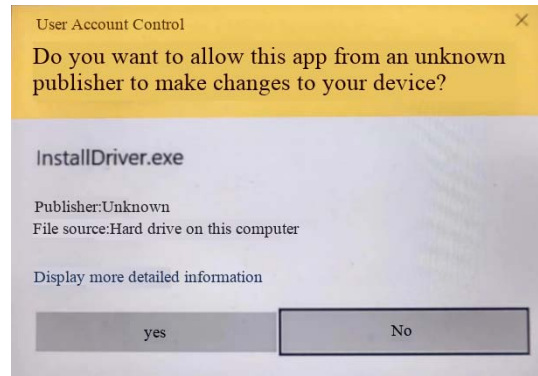 User Account Control
Do you want to allow this app from an unknown
publisher to make changes to your device?
InstallDriver.exe
Publisher:Unknown
File source:Hard drive on this computer
Display more detailed information
yes
No